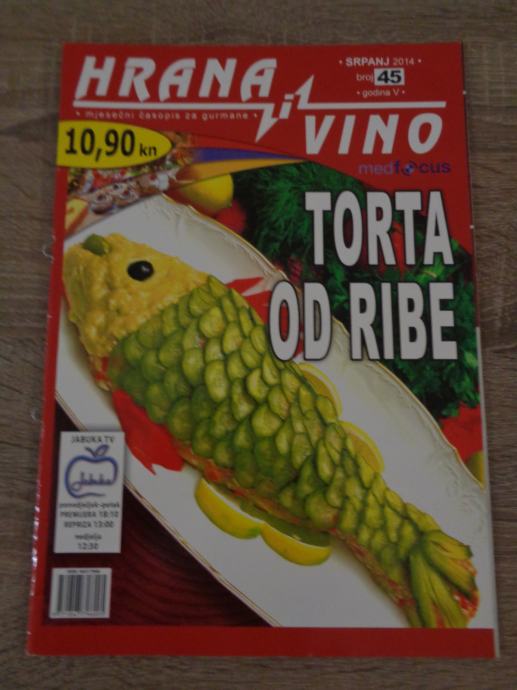 HRANA
i
VINO
• mjesečni časopis za gurmane •
• SRPANJ 2014 •
broj 45
• godina V •
10,90 kn
medfocus
TORTA
OD RIBE
JABUKA TV
Jabuka
ponedjeljak-petak
PREMIJERA 18:10
REPRIZA 13:00
nedjelja
12:30